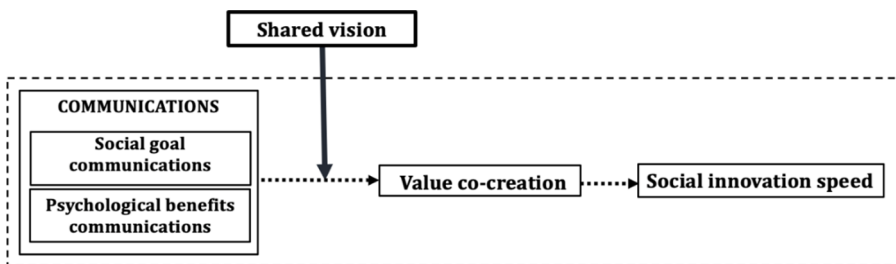 Shared vision
COMMUNICATIONS
Social goal
communications
Psychological benefits
communications
Value co-creation
Social innovation speed